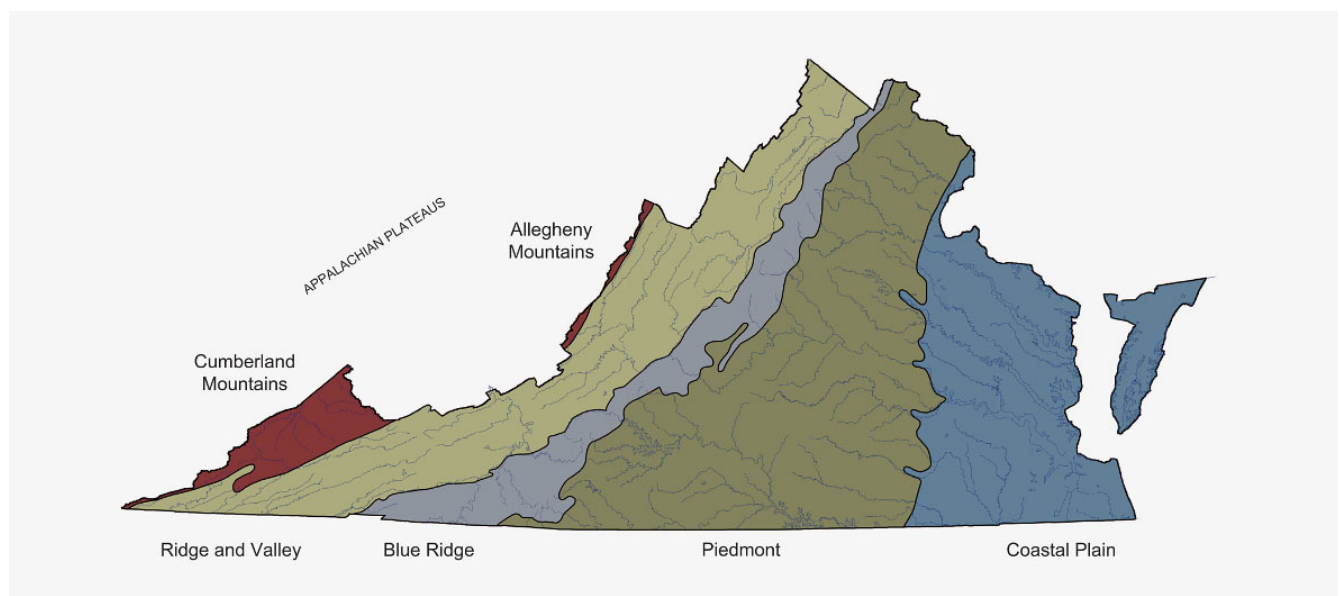 APPALACHIAN PLATEAUS
Allegheny
Mountains
Cumberland
Mountains
Ridge and Valley
Blue Ridge
Piedmont
Coastal Plain